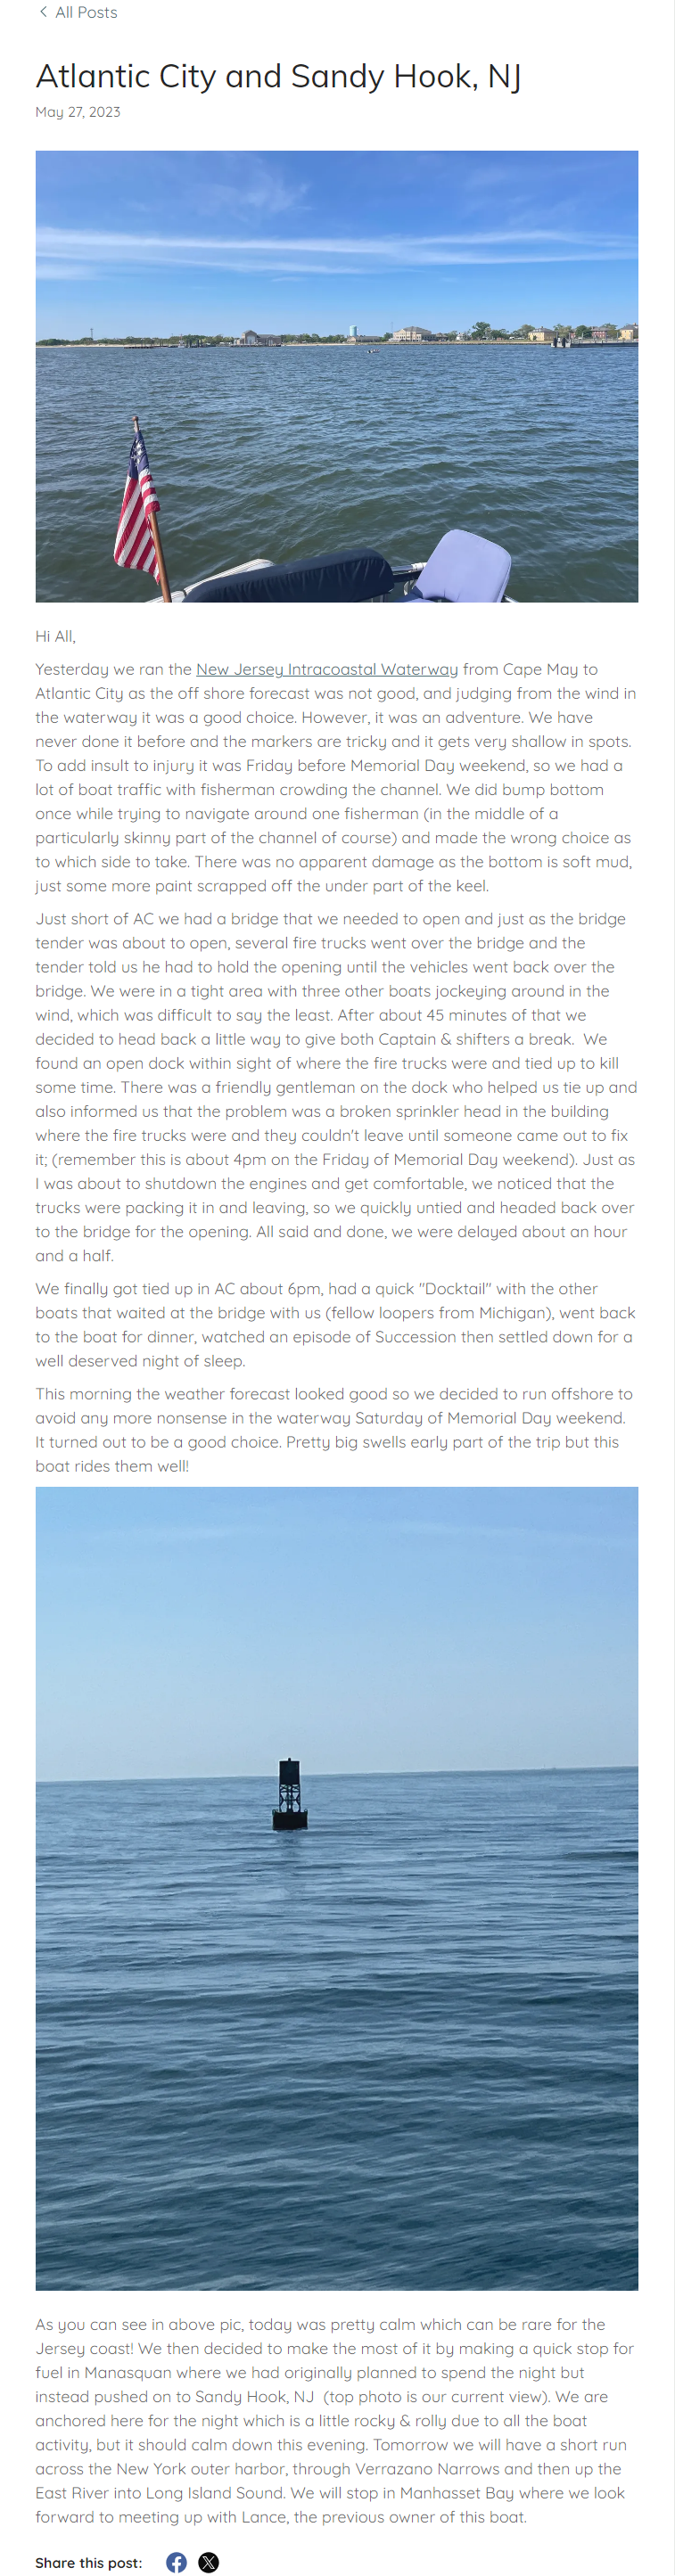 All Posts
Atlantic City and Sandy Hook, NJ
May 27, 2023
Hi All,
Yesterday we ran the New Jersey Intracoastal Waterway from Cape May to
Atlantic City as the off shore forecast was not good, and judging from the wind in
the waterway it was a good choice. However, it was an adventure. We have
never done it before and the markers are tricky and it gets very shallow in spots.
To add insult to injury it was Friday before Memorial Day weekend, so we had a
lot of boat traffic with fisherman crowding the channel. We did bump bottom
once while trying to navigate around one fisherman (in the middle of a
particularly skinny part of the channel of course) and made the wrong choice as
to which side to take. There was no apparent damage as the bottom is soft mud,
just some more paint scrapped off the under part of the keel.
Just short of AC we had a bridge that we needed to open and just as the bridge
tender was about to open, several fire trucks went over the bridge and the
tender told us he had to hold the opening until the vehicles went back over the
bridge. We were in a tight area with three other boats jockeying around in the
wind, which was difficult to say the least. After about 45 minutes of that we
decided to head back a little way to give both Captain & shifters a break.  We
found an open dock within sight of where the fire trucks were and tied up to kill
some time. There was a friendly gentleman on the dock who helped us tie up and
also informed us that the problem was a broken sprinkler head in the building
where the fire trucks were and they couldn't leave until someone came out to fix
it; (remember this is about 4pm on the Friday of Memorial Day weekend). Just as
I was about to shutdown the engines and get comfortable, we noticed that the
trucks were packing it in and leaving, so we quickly untied and headed back over
to the bridge for the opening. All said and done, we were delayed about an hour
and a half.
We finally got tied up in AC about 6pm, had a quick "Docktail" with the other
boats that waited at the bridge with us (fellow loopers from Michigan), went back
to the boat for dinner, watched an episode of Succession then settled down for a
well deserved night of sleep.
This morning the weather forecast looked good so we decided to run offshore to
avoid any more nonsense in the waterway Saturday of Memorial Day weekend.
It turned out to be a good choice. Pretty big swells early part of the trip but this
boat rides them well!
As you can see in above pic, today was pretty calm which can be rare for the
Jersey coast! We then decided to make the most of it by making a quick stop for
fuel in Manasquan where we had originally planned to spend the night but
instead pushed on to Sandy Hook, NJ  (top photo is our current view). We are
anchored here for the night which is a little rocky & rolly due to all the boat
activity, but it should calm down this evening. Tomorrow we will have a short run
across the New York outer harbor, through Verrazano Narrows and then up the
East River into Long Island Sound. We will stop in Manhasset Bay where we look
forward to meeting up with Lance, the previous owner of this boat.
Share this post: